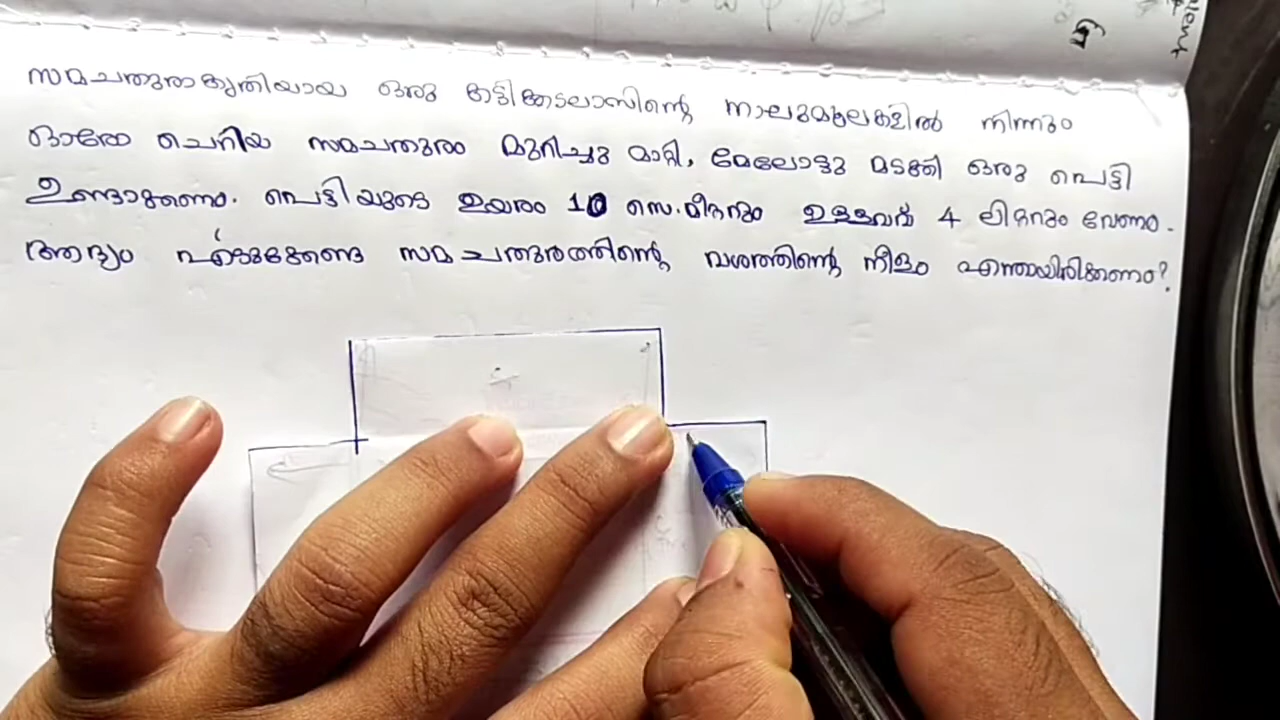 സമചതുരാകൃതിയായ ഒരു കട്ടിക്കടലാസിന്റെ നാലുമൂലകളിൽ നിന്നും
ഓരോ ചെറിയ സമചതുരം മുറിച്ചു മാറ്റി, മേലോട്ടു മടക്കി ഒരു പെട്ടി
ഉണ്ടാക്കണം. പെട്ടിയുടെ ഉയരം 10 സെ.മീറ്ററും ഉള്ളളവ് 4 ലിറ്ററും വേണം.
ആദ്യം എടുക്കേണ്ട സമചതുരത്തിന്റെ വശത്തിന്റെ നീളം എന്തായിരിക്കണം?